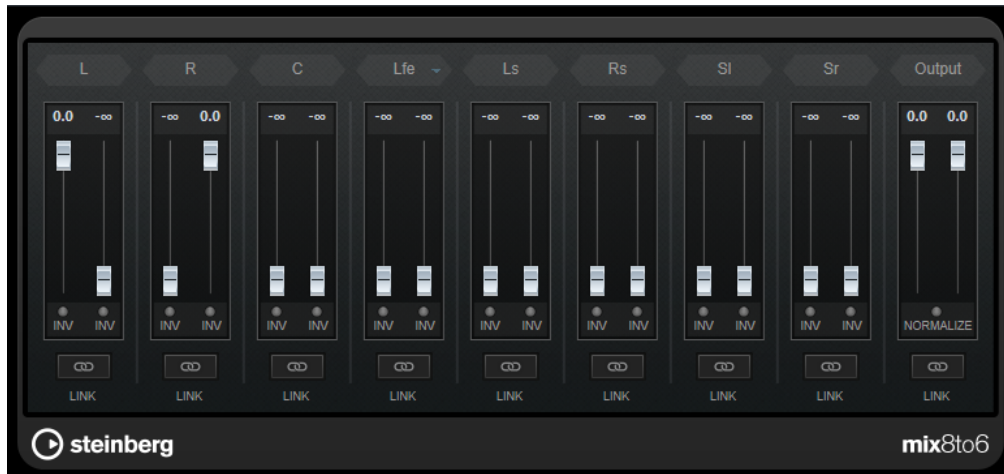 L R C Lfe Ls Rs Sl Sr Output
0.0 -∞ -∞ 0.0 -∞ -∞ -∞ -∞ -∞ -∞ -∞ -∞ -∞ -∞ -∞ -∞ 0.0 0.0
INV INV INV INV INV INV INV INV INV INV INV INV INV INV INV INV NORMALIZE
LINK LINK LINK LINK LINK LINK LINK LINK LINK
steinberg mix8to6